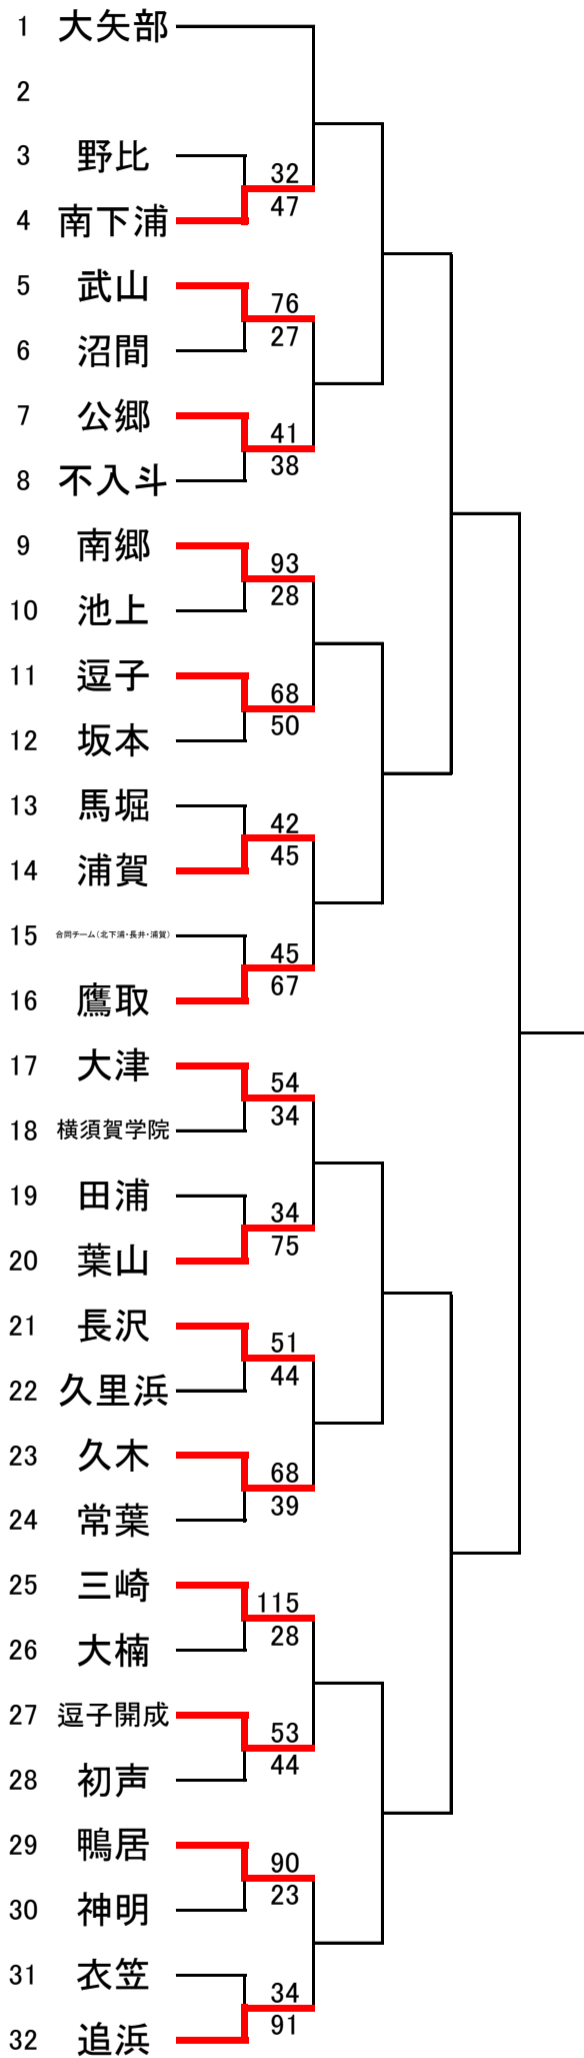 1 大矢部
2
3 野比
32
47
4 南下浦
5 武山
76
27
6 沼間
7 公郷
41
38
8 不入斗
9 南郷
93
28
10 池上
11 逗子
68
50
12 坂本
13 馬堀
42
45
14 浦賀
15 合同チーム(北下浦・長井・浦賀)
45
67
16 鷹取
17 大津
54
34
18 横須賀学院
19 田浦
34
75
20 葉山
21 長沢
51
44
22 久里浜
23 久木
68
39
24 常葉
25 三崎
115
28
26 大楠
27 逗子開成
53
44
28 初声
29 鴨居
90
23
30 神明
31 衣笠
34
91
32 追浜